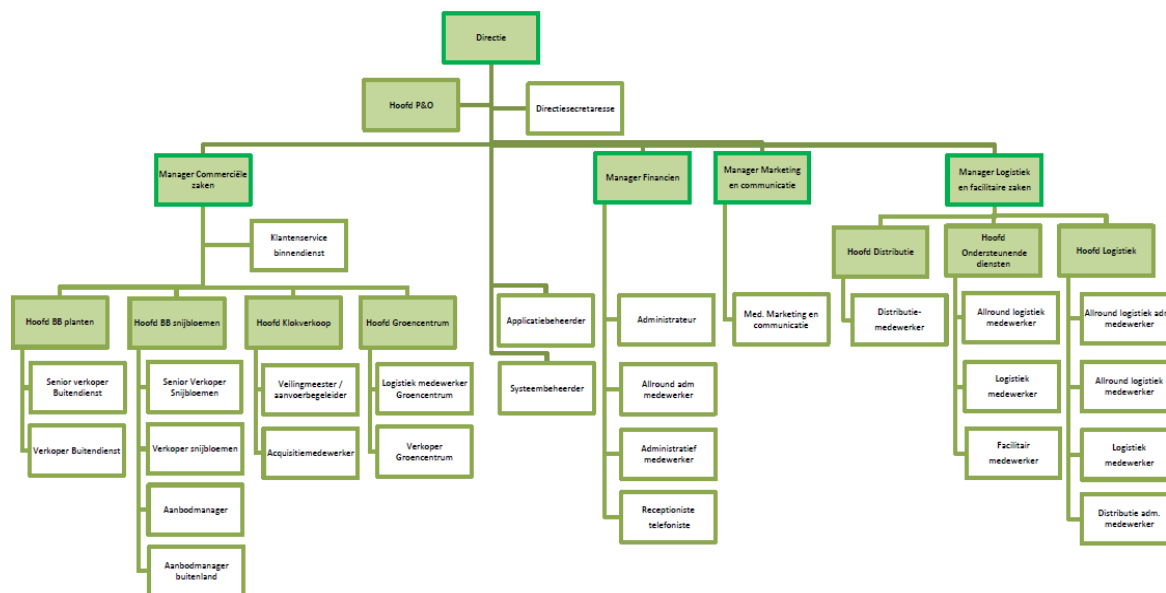 Directie
Hoofd P&O
Directiesecretaresse
Manager Commerciële
zaken
Manager Financien
Manager Marketing
en communicatie
Manager Logistiek
en facilitaire zaken
Klantenservice
binnendienst
Hoofd Distributie
Hoofd
Ondersteunende
diensten
Hoofd Logistiek
Hoofd BB planten
Hoofd BB snijbloemen
Hoofd Klokverkoop
Hoofd Groencentrum
Applicatiebeheerder
Administrateur
Med. Marketing en
communicatie
Distributie-
medewerker
Allround logistiek
medewerker
Allround logistiek adm
medewerker
Senior verkoper
Buitendienst
Senior Verkoper
Snijbloemen
Veilingmeester /
aanvoerbegeleider
Logistiek medewerker
Groencentrum
Systeembeheerder
Allround adm
medewerker
Logistiek
medewerker
Allround logistiek
medewerker
Verkoper Buitendienst
Verkoper snijbloemen
Acquisitiemedewerker
Verkoper
Groencentrum
Administratief
medewerker
Facilitair
medewerker
Logistiek
medewerker
Aanbodmanager
Receptioniste
telefoniste
Distributie adm.
medewerker
Aanbodmanager
buitenland